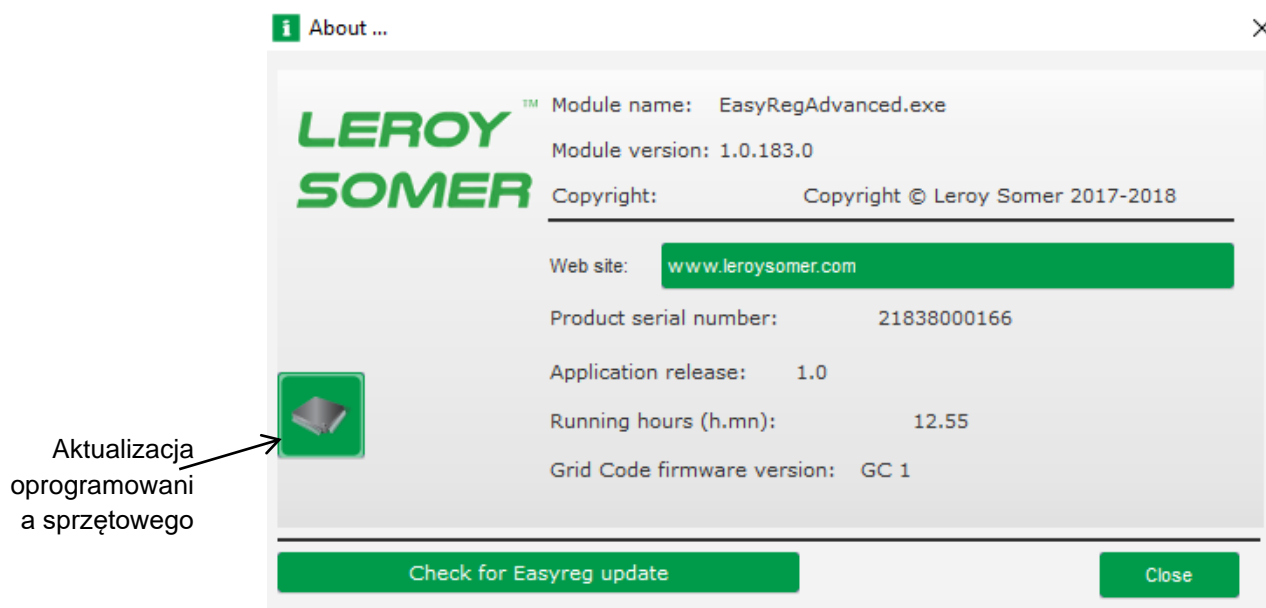 About ...
LEROY™
SOMER
Module name: EasyRegAdvanced.exe
Module version: 1.0.183.0
Copyright: Copyright © Leroy Somer 2017-2018
Web site: www.leroysomer.com
Product serial number: 21838000166
Application release: 1.0
Running hours (h.mn): 12.55
Grid Code firmware version: GC 1
Aktualizacja
oprogramowani
a sprzętowego
Check for Easyreg update
Close